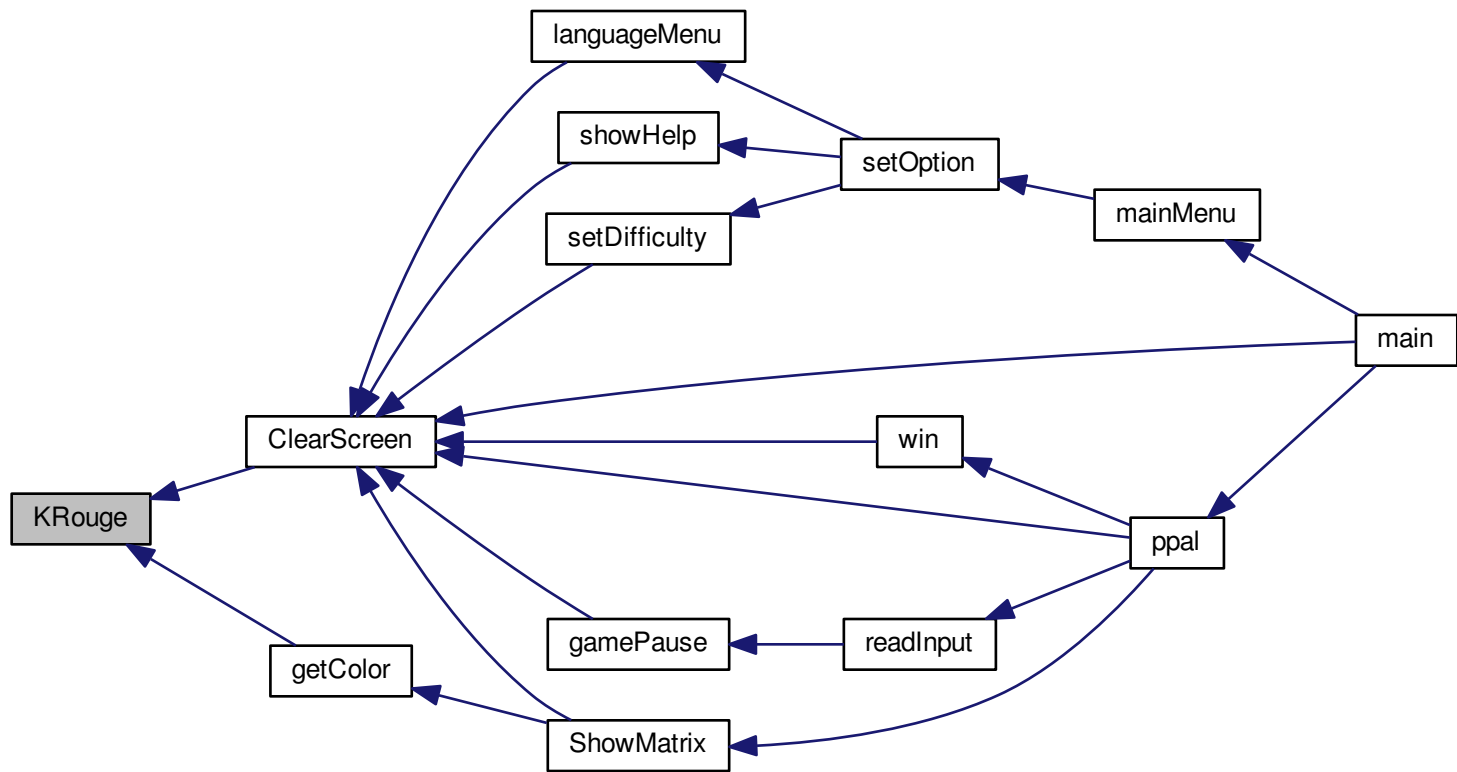 languageMenu
showHelp
setOption
mainMenu
setDifficulty
main
ClearScreen
win
KRouge
ppal
gamePause
readInput
getColor
ShowMatrix